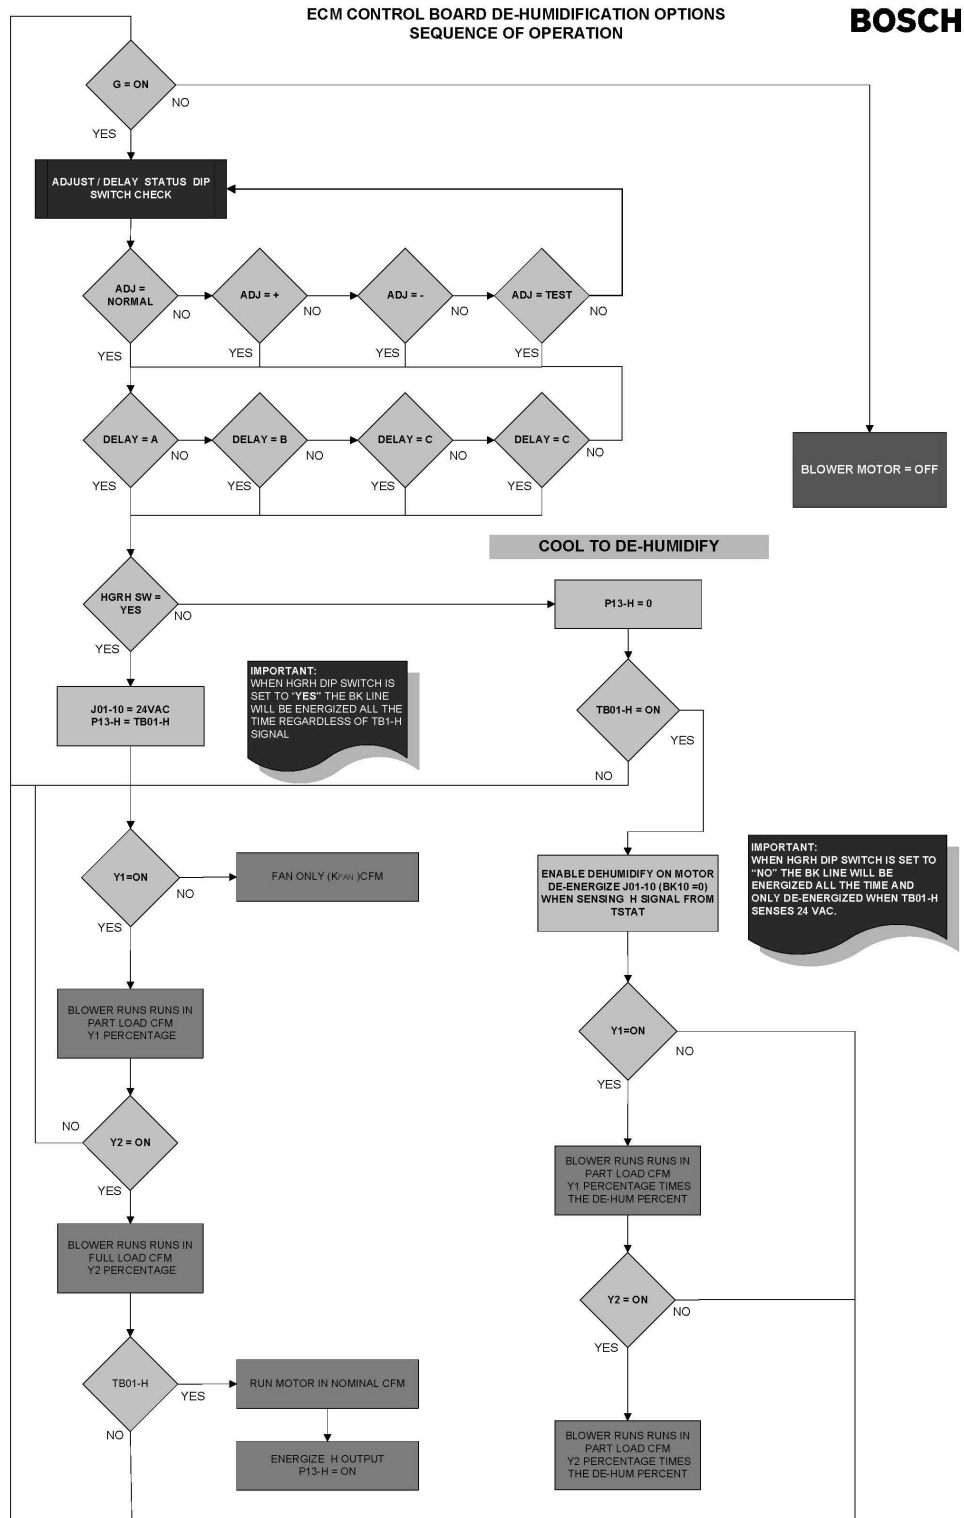 ECM CONTROL BOARD DE-HUMIDIFICATION OPTIONS
SEQUENCE OF OPERATION
BOSCH
G = ON
NO
YES
ADJUST / DELAY STATUS DIP
SWITCH CHECK
ADJ =
NORMAL
NO
YES
ADJ = +
NO
YES
ADJ = -
NO
YES
ADJ = TEST
NO
YES
DELAY = A
NO
YES
DELAY = B
NO
YES
DELAY = C
NO
YES
DELAY = C
NO
YES
BLOWER MOTOR = OFF
COOL TO DE-HUMIDIFY
HGRH SW =
YES
NO
YES
P13-H = 0
J01-10 = 24VAC
P13-H = TB01-H
IMPORTANT:
WHEN HGRH DIP SWITCH IS
SET TO “YES” THE BK LINE
WILL BE ENERGIZED ALL THE
TIME REGARDLESS OF TB1-H
SIGNAL
TB01-H = ON
YES
NO
Y1=ON
NO
YES
FAN ONLY (KFAN )CFM
ENABLE DEHUMIDIFY ON MOTOR
DE-ENERGIZE J01-10 (BK10 =0)
WHEN SENSING H SIGNAL FROM
TSTAT
IMPORTANT:
WHEN HGRH DIP SWITCH IS SET TO
“NO” THE BK LINE WILL BE
ENERGIZED ALL THE TIME AND
ONLY DE-ENERGIZED WHEN TB01-H
SENSES 24 VAC.
BLOWER RUNS RUNS IN
PART LOAD CFM
Y1 PERCENTAGE
Y1=ON
NO
YES
Y2 = ON
NO
YES
BLOWER RUNS RUNS IN
PART LOAD CFM
Y1 PERCENTAGE TIMES
THE DE-HUM PERCENT
BLOWER RUNS RUNS IN
FULL LOAD CFM
Y2 PERCENTAGE
Y2 = ON
NO
YES
TB01-H
YES
NO
RUN MOTOR IN NOMINAL CFM
ENERGIZE H OUTPUT
P13-H = ON
BLOWER RUNS RUNS IN
PART LOAD CFM
Y2 PERCENTAGE TIMES
THE DE-HUM PERCENT